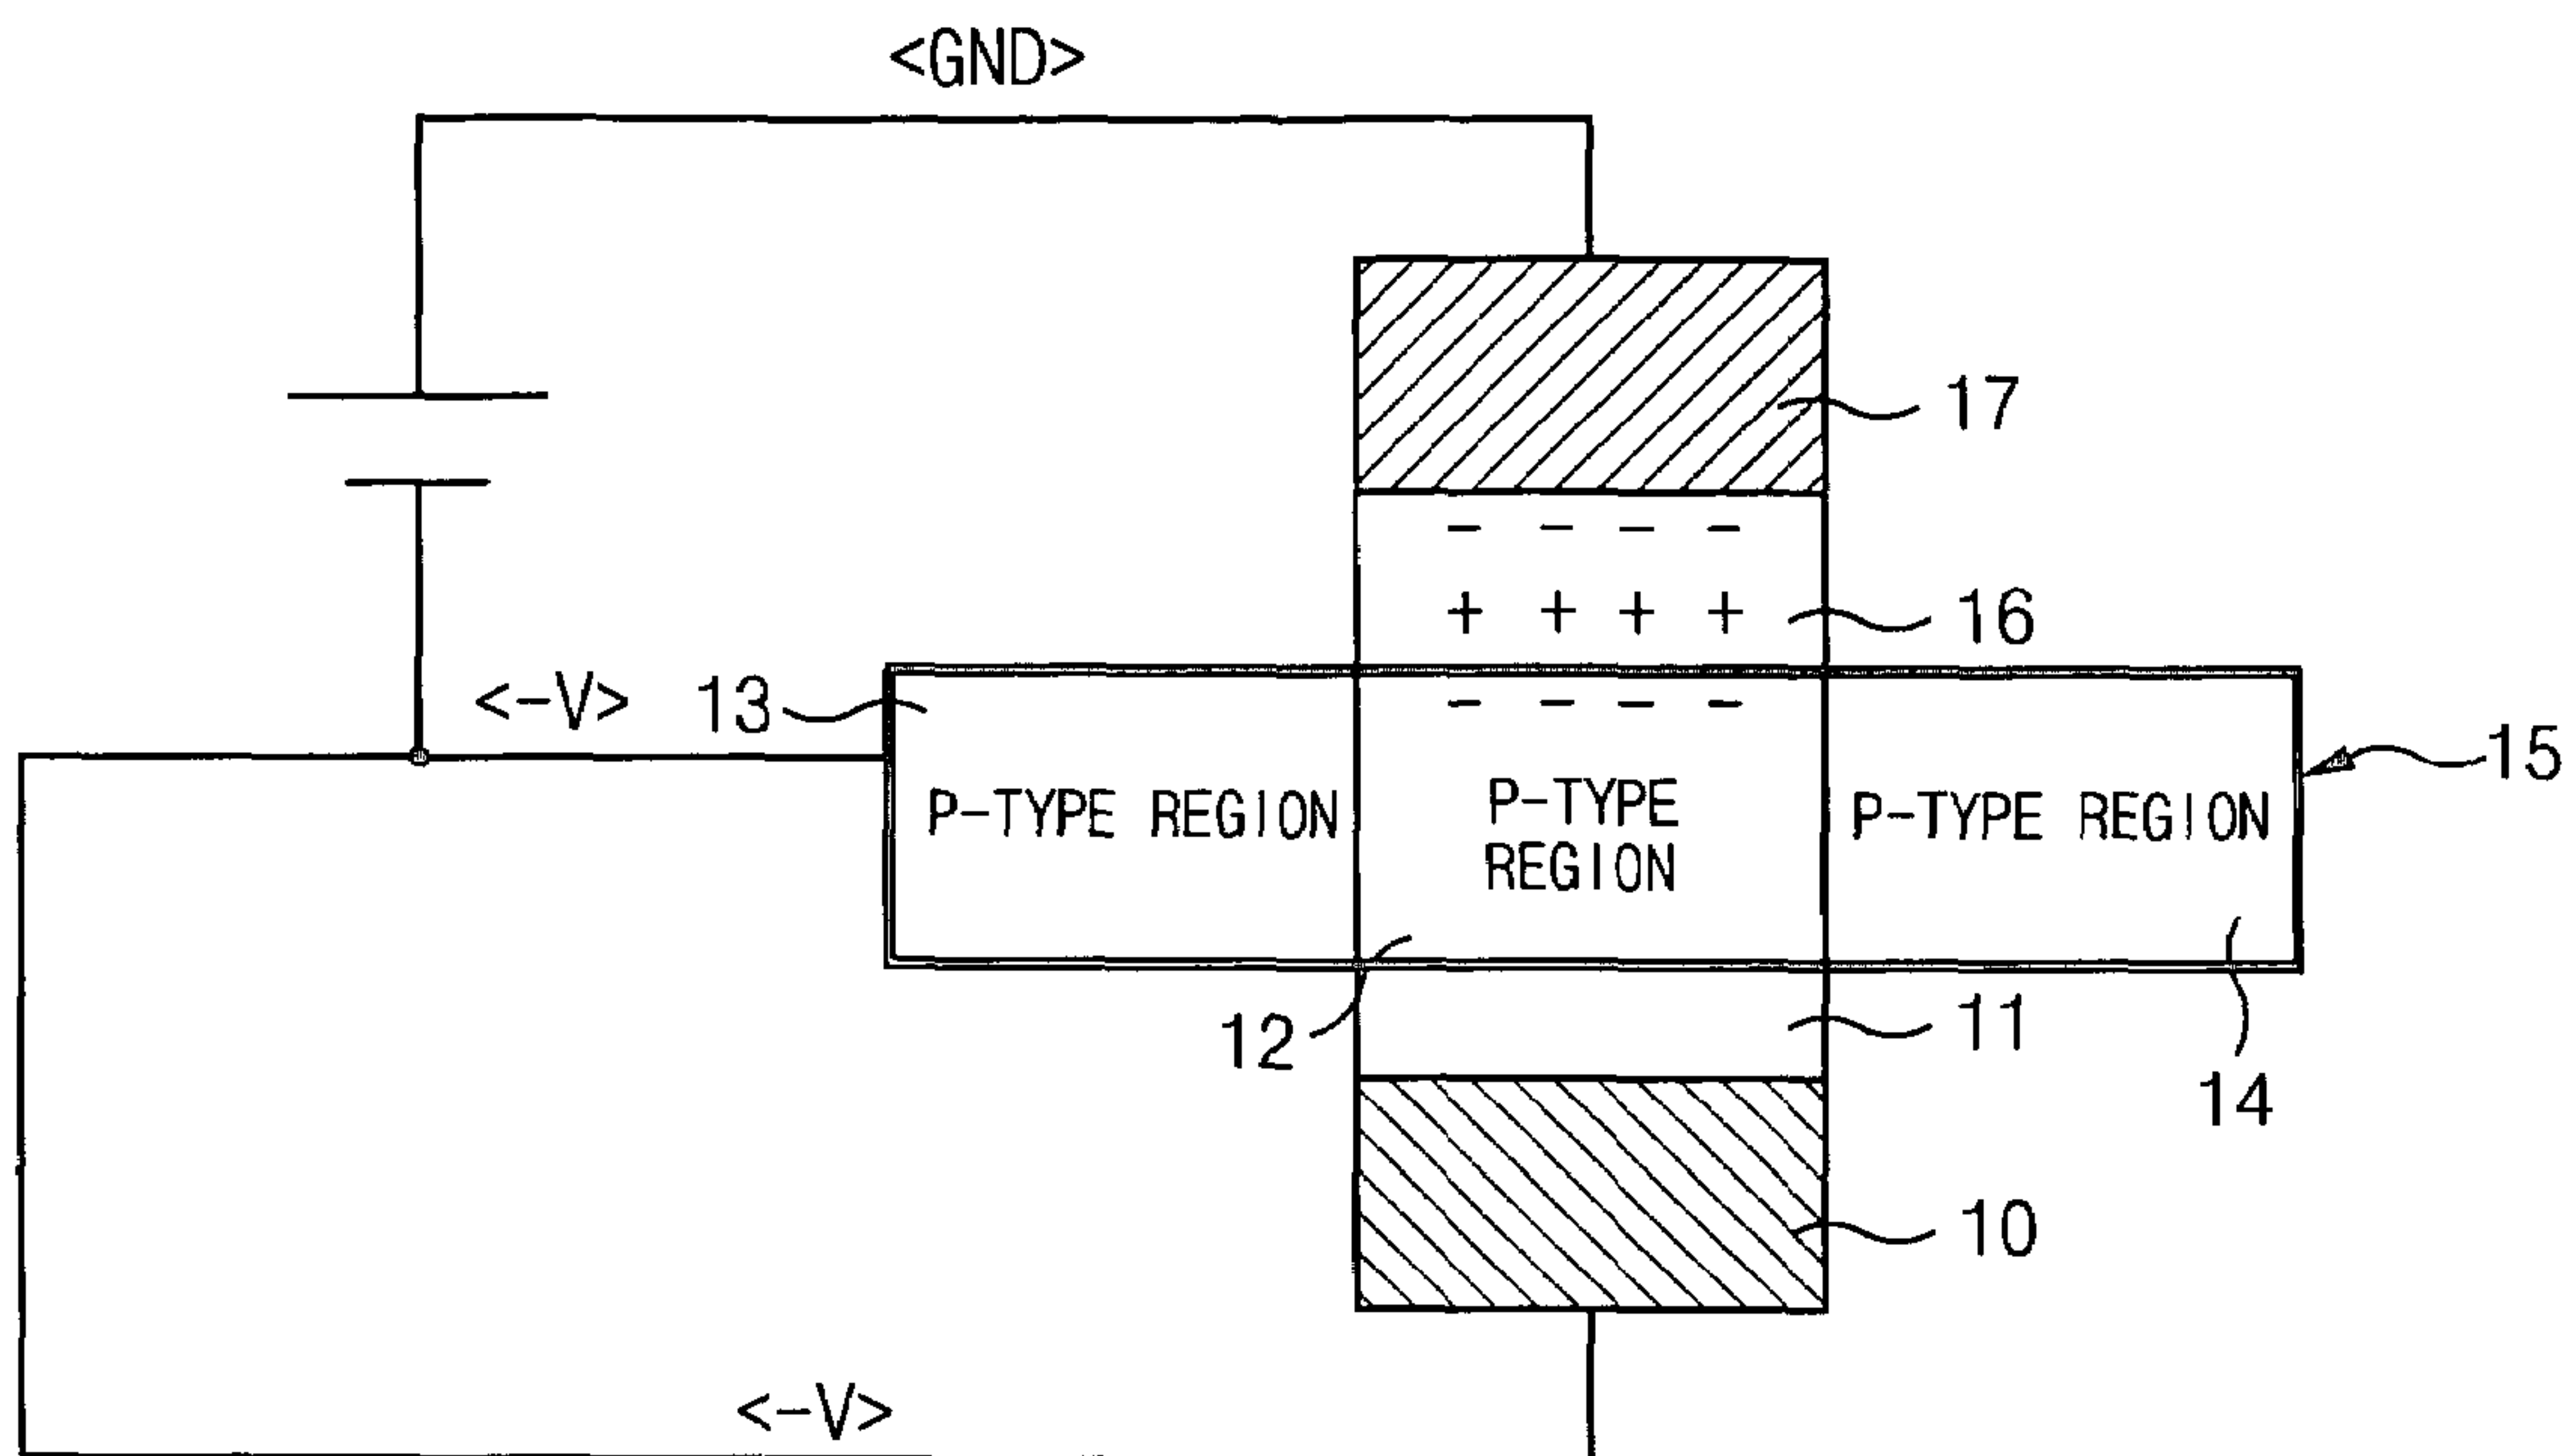 <GND>
17
- - - -
+ + + +
16
<-V>
13
- - - -
15
P-TYPE REGION
P-TYPE
REGION
P-TYPE REGION
12
11
14
10
<-V>